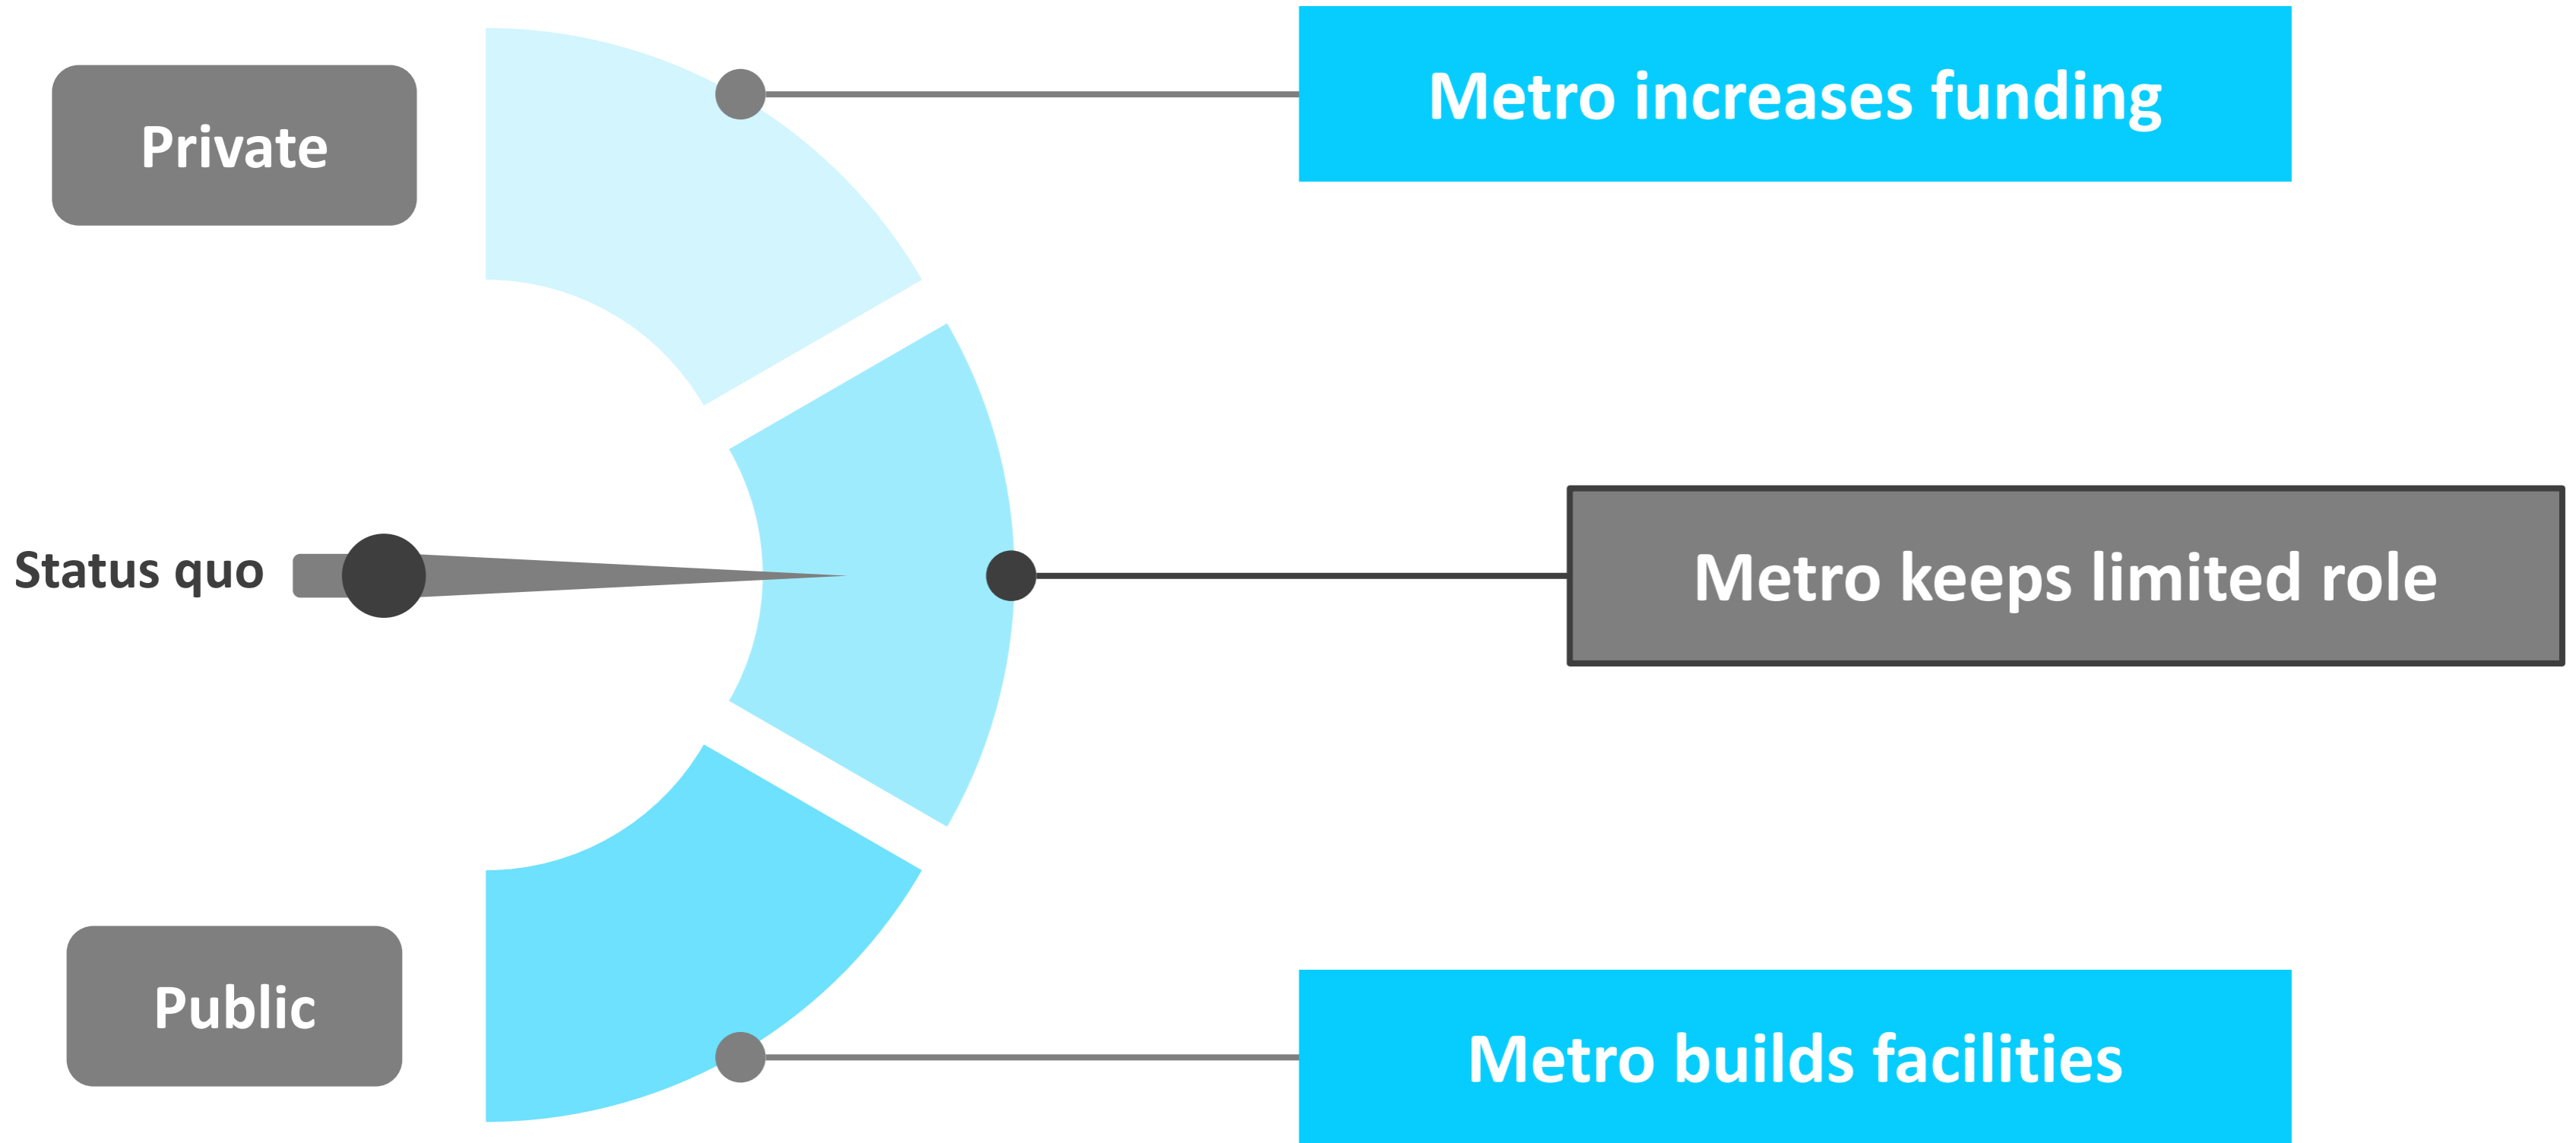 Private
Metro increases funding
Status quo
Metro keeps limited role
Public
Metro builds facilities